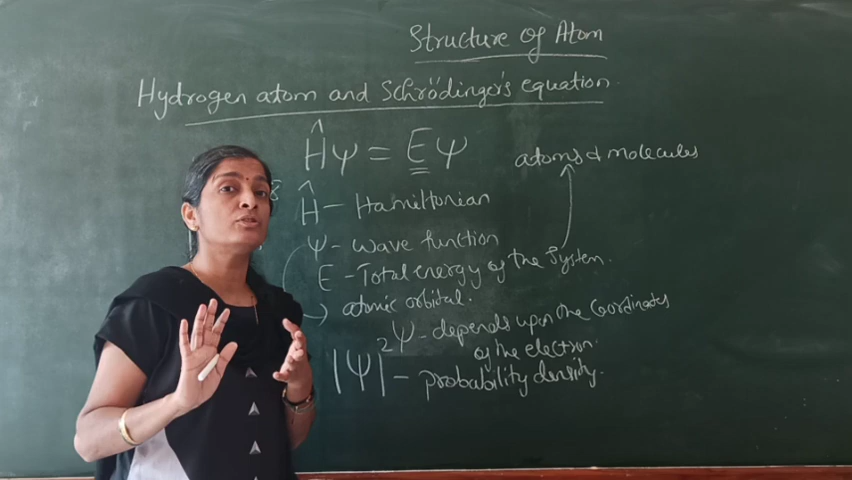 Structure of Atom
Hydrogen atom and Schrödinger's equation.
Ĥψ = Eψ
atoms & molecules
Ĥ - Hamiltonian
ψ - wave function
E - Total energy of the System.
atomic orbital.
ψ - depends upon the Coordinates
of the electron.
|ψ|² - probability density.